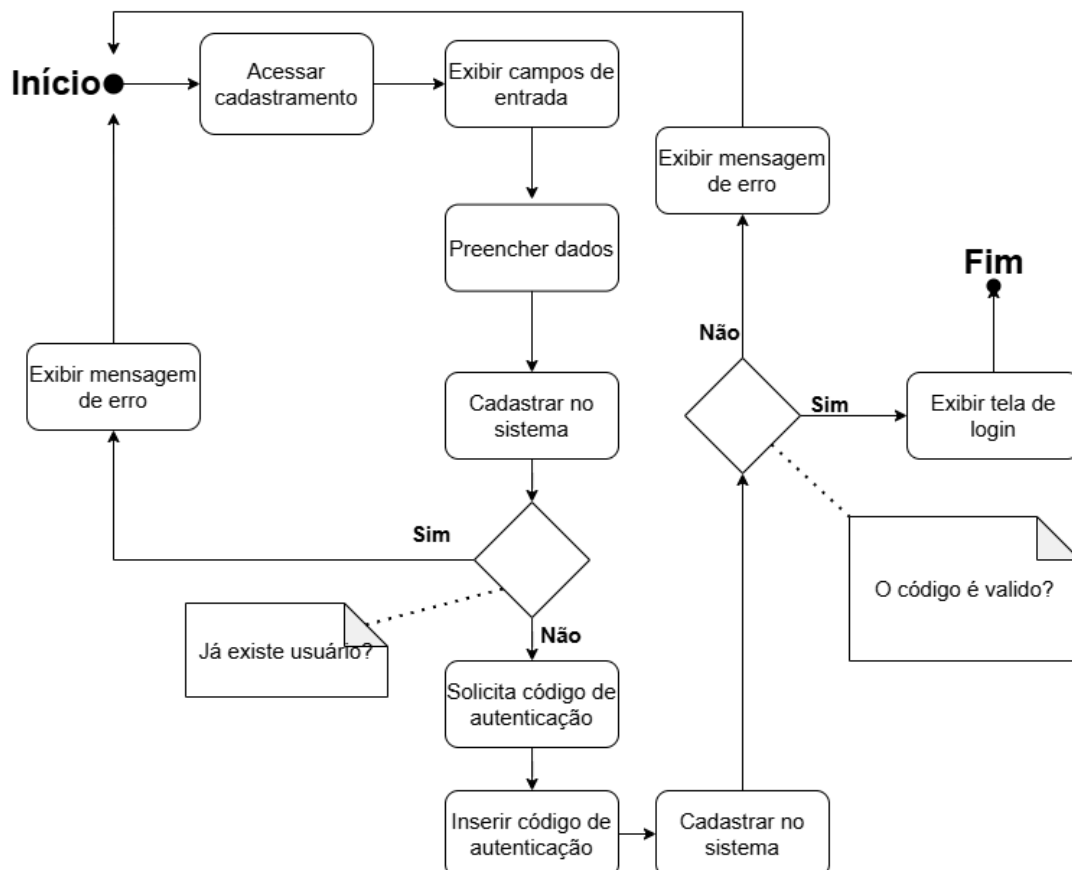 Início
Acessar
cadastramento
Exibir campos de
entrada
Exibir mensagem
de erro
Preencher dados
Fim
Não
Exibir mensagem
de erro
Cadastrar no
sistema
Sim
Exibir tela de
login
Sim
O código é valido?
Não
Já existe usuário?
Solicita código de
autenticação
Inserir código de
autenticação
Cadastrar no
sistema